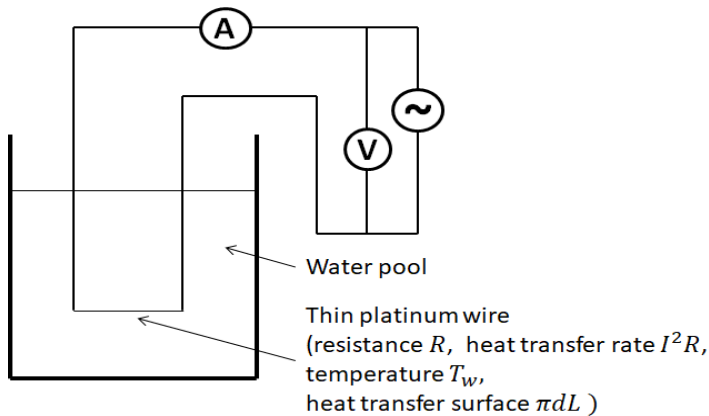 A
V
~
Water pool
Thin platinum wire
(resistance R, heat transfer rate I²R,
temperature T_w,
heat transfer surface πdL )